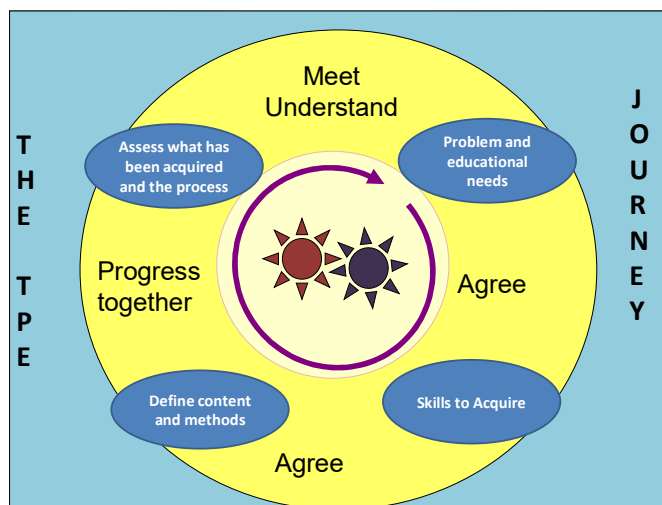 THE TPE
JOURNEY
Meet
Understand
Problem and
educational
needs
Agree
Skills to Acquire
Agree
Define content
and methods
Progress
together
Assess what has
been acquired
and the process